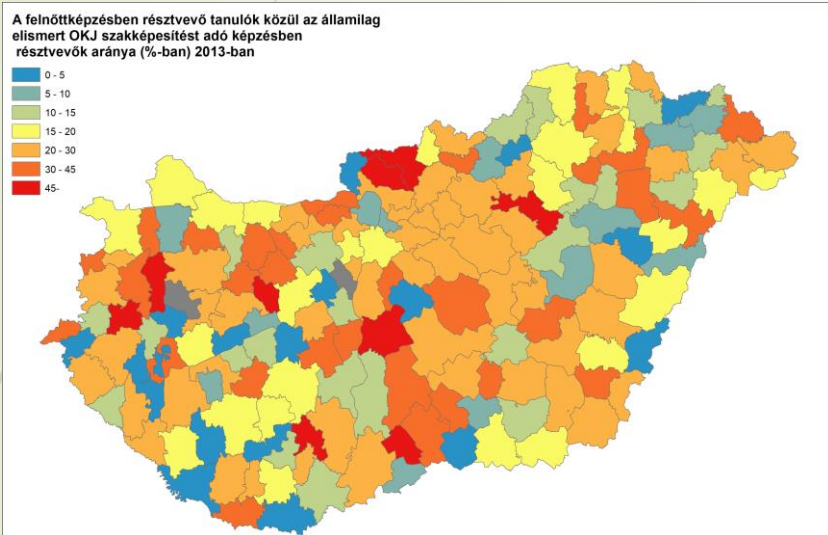 A felnőttképzésben résztvevő tanulók közül az államilag
elismert OKJ szakképesítést adó képzésben
résztvevők aránya (%-ban) 2013-ban
0 - 5
5 - 10
10 - 15
15 - 20
20 - 30
30 - 45
45-